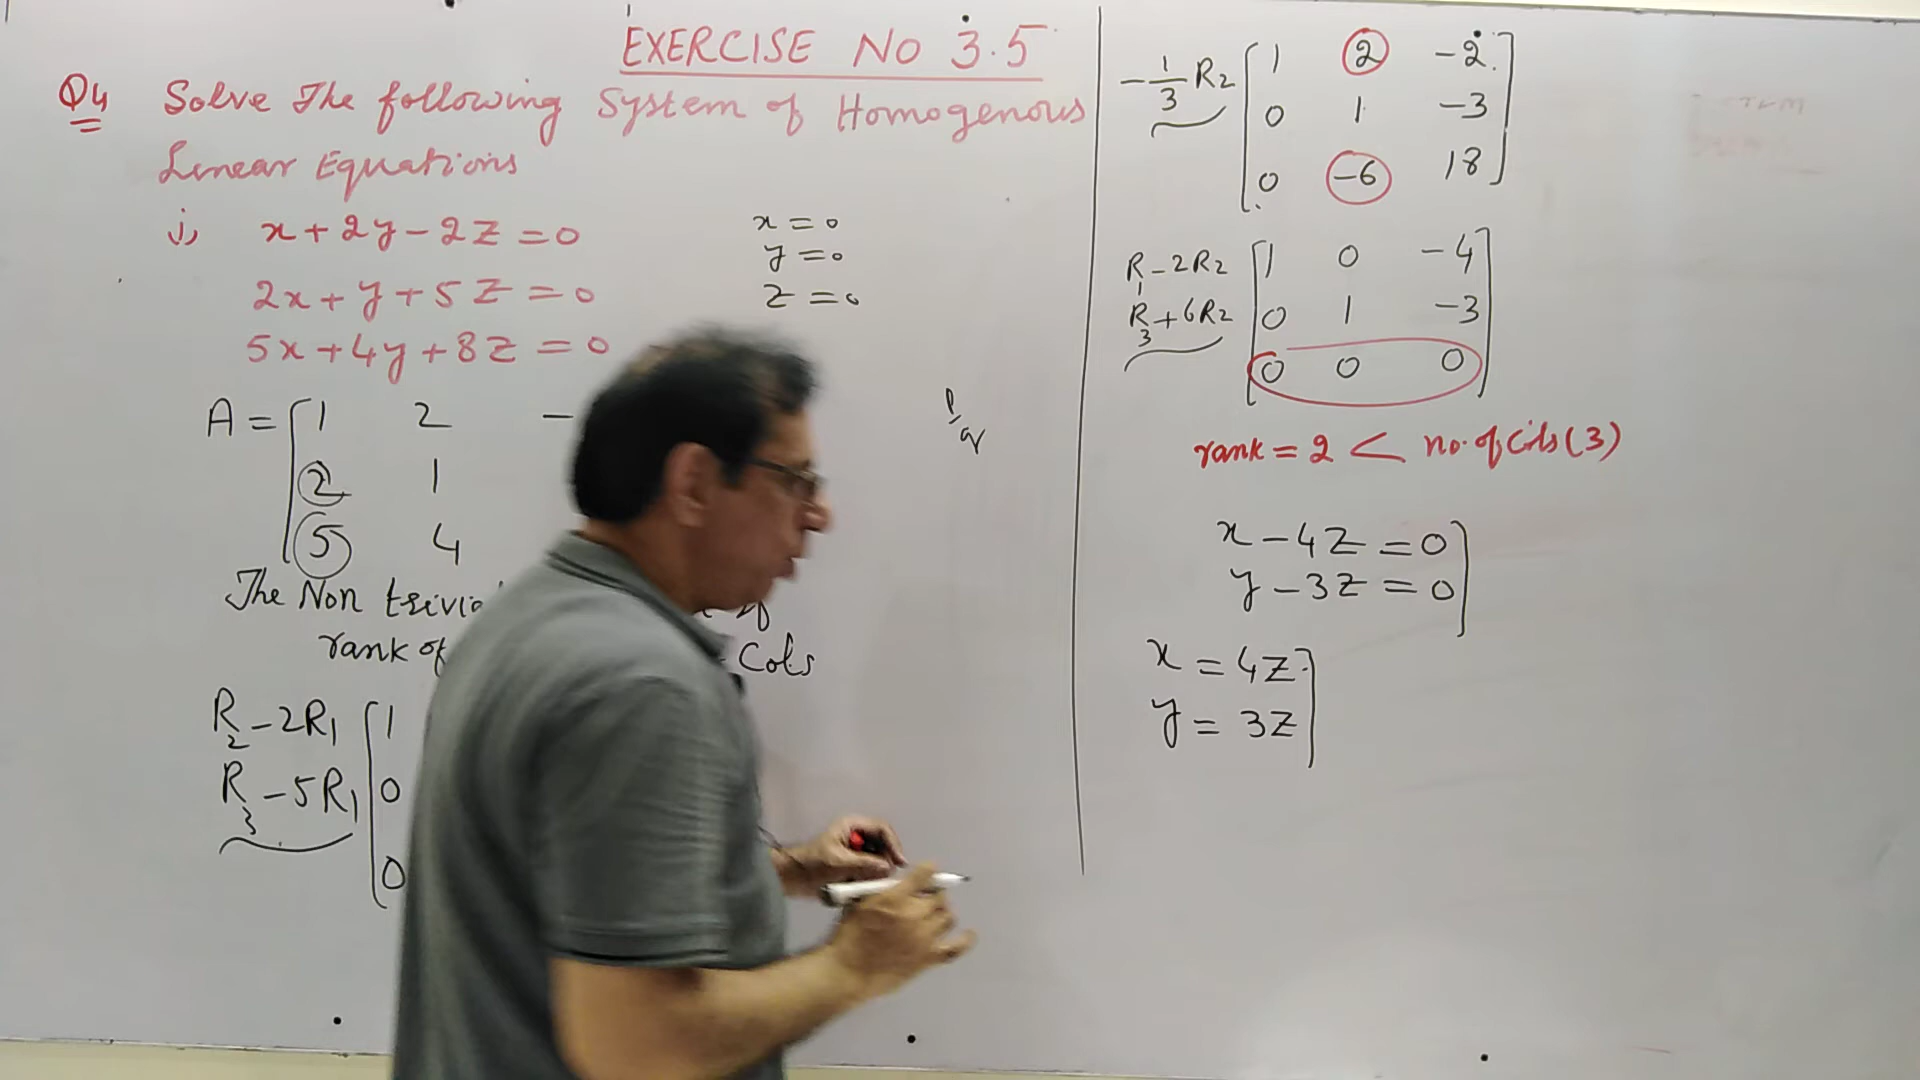 EXERCISE NO 3.5
Q4 Solve The following System of Homogenous
Linear Equations
i) x + 2y - 2z = 0
2x + y + 5z = 0
5x + 4y + 8z = 0
x = 0
y = 0
z = 0
A = [ 1 2 -
2 1
5 4
The Non trivia of
rank of Cols
R2 - 2R1 [ 1
R3 - 5R1 0
0
-1/3 R2 [ 1 2 -2 ]
0 1 -3
0 -6 18
R1 - 2R2 [ 1 0 -4 ]
R3 + 6R2 0 1 -3
0 0 0
rank = 2 < no. of Cols (3)
x - 4z = 0
y - 3z = 0
x = 4z
y = 3z